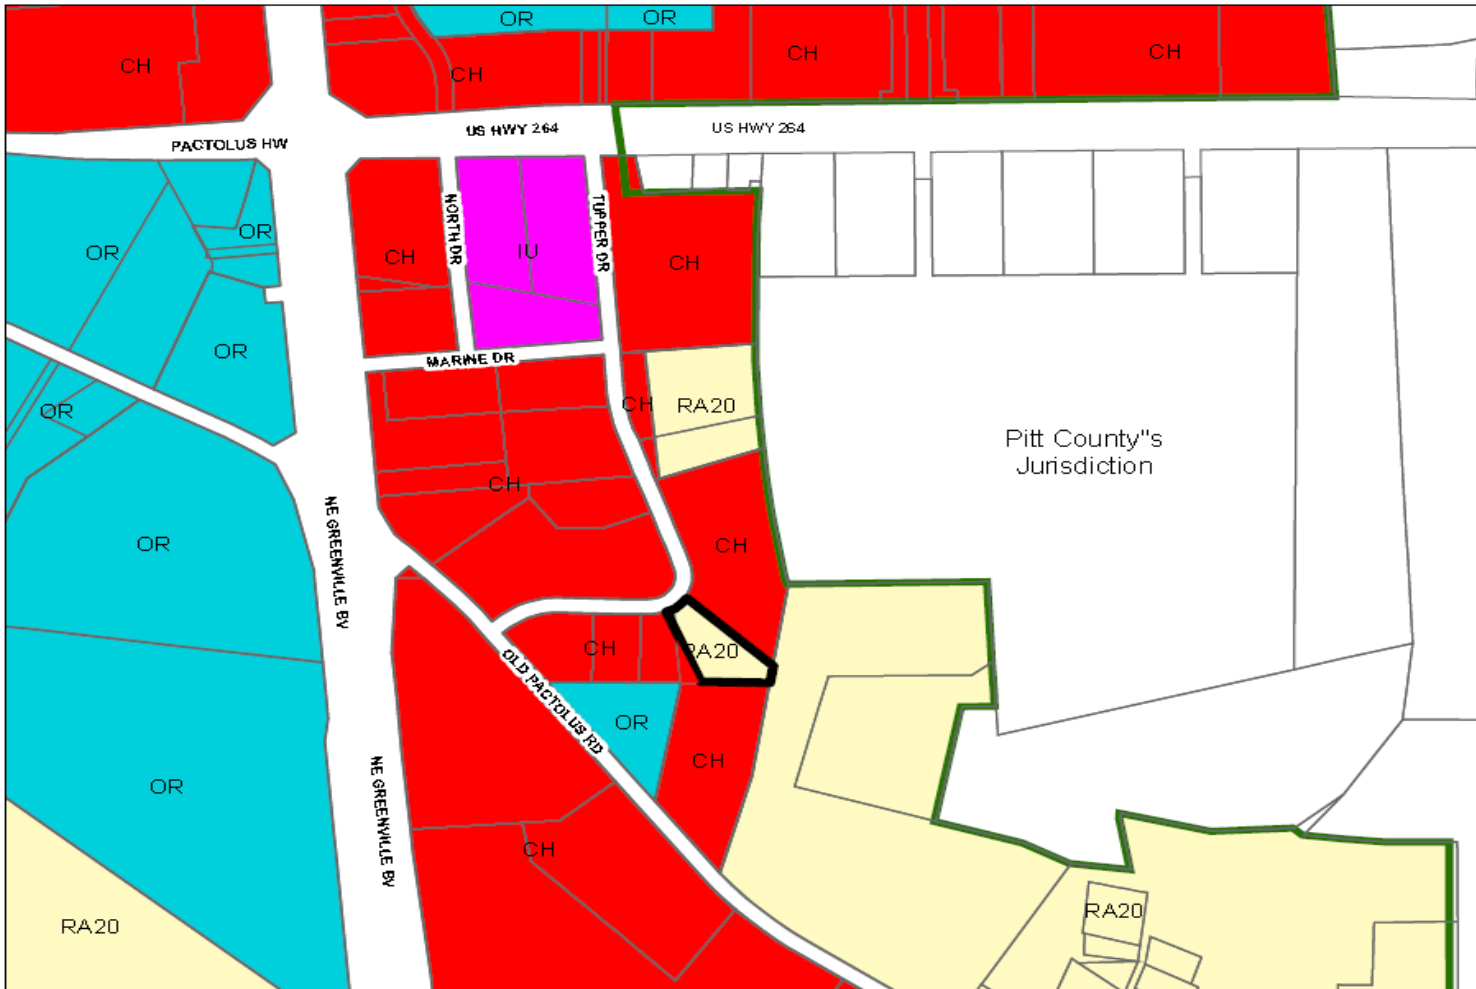 OR
OR
CH
CH
CH
CH
US HWY 264
US HWY 264
PACTOLUS HW
NORTH DR
TUPPER DR
OR
OR
CH
IU
CH
OR
MARINE DR
OR
CH
RA20
Pitt County"s
Jurisdiction
CH
NE GREENVILLE BV
OR
CH
CH
RA20
OLD PACTOLUS RD
OR
CH
OR
NE GREENVILLE BV
CH
RA20
RA20